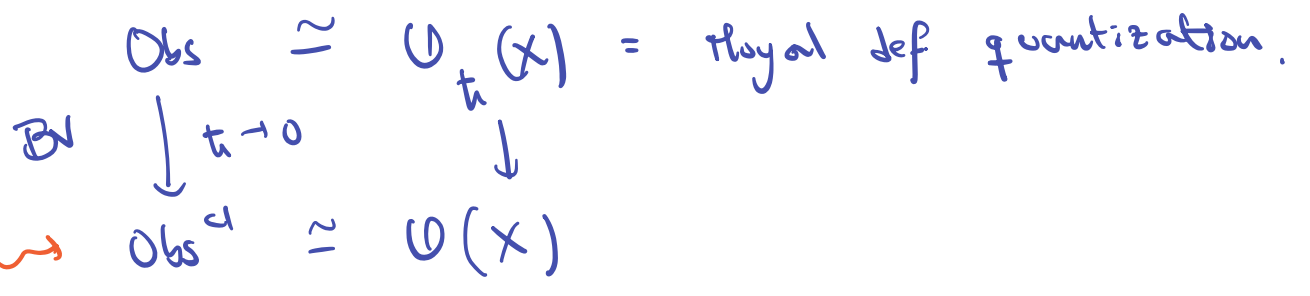 Obs ≃ O_ħ(X) = Moyal def quantization.
BV ↓ ħ→0 ↓
⇝ Obs^cl ≃ O(X)